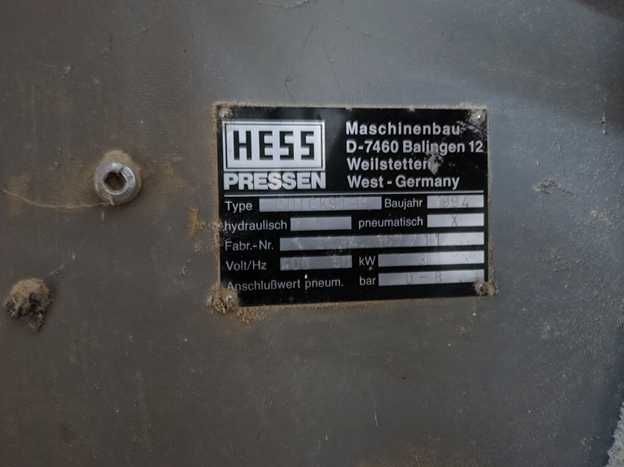 HESS
PRESSEN
Maschinenbau
D-7460 Balingen 12
Weilstetten
West - Germany
Type Baujahr
hydraulisch pneumatisch X
Fabr.-Nr.
Volt/Hz kW
Anschlußwert pneum. bar